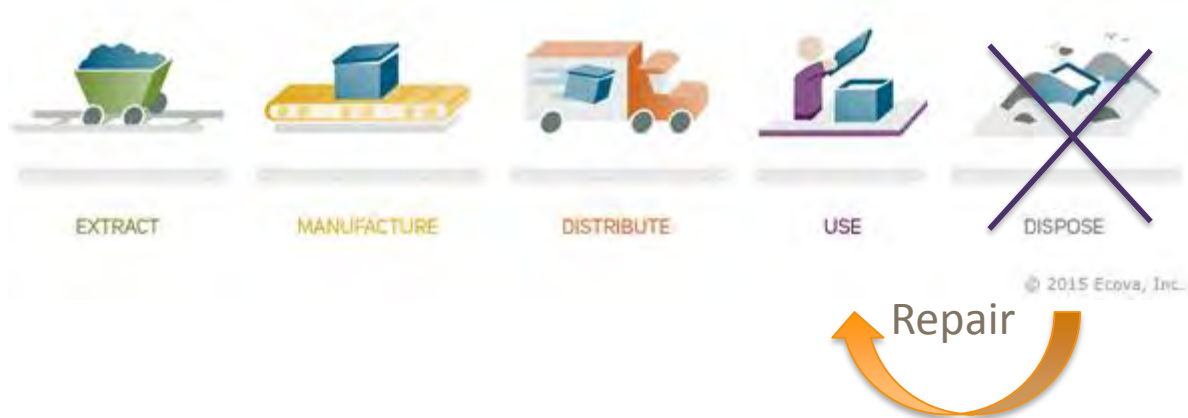 EXTRACT MANUFACTURE DISTRIBUTE USE DISPOSE
© 2015 Ecova, Inc.
Repair